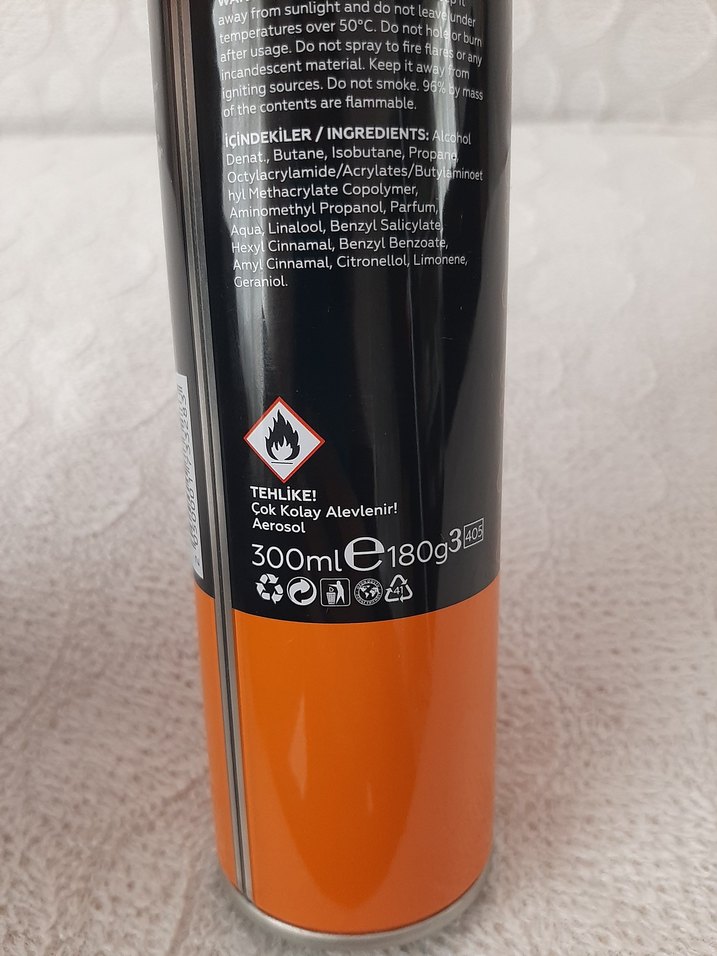 away from sunlight and do not leave under
temperatures over 50°C. Do not hole or burn
after usage. Do not spray to fire flares or any
incandescent material. Keep it away from
igniting sources. Do not smoke. 96% by mass
of the contents are flammable.
İÇİNDEKİLER / INGREDIENTS: Alcohol
Denat., Butane, Isobutane, Propane,
Octylacrylamide/Acrylates/Butylaminoet
hyl Methacrylate Copolymer,
Aminomethyl Propanol, Parfum,
Aqua, Linalool, Benzyl Salicylate,
Hexyl Cinnamal, Benzyl Benzoate,
Amyl Cinnamal, Citronellol, Limonene,
Geraniol.
TEHLİKE!
Çok Kolay Alevlenir!
Aerosol
300ml e 180g 3 405
41